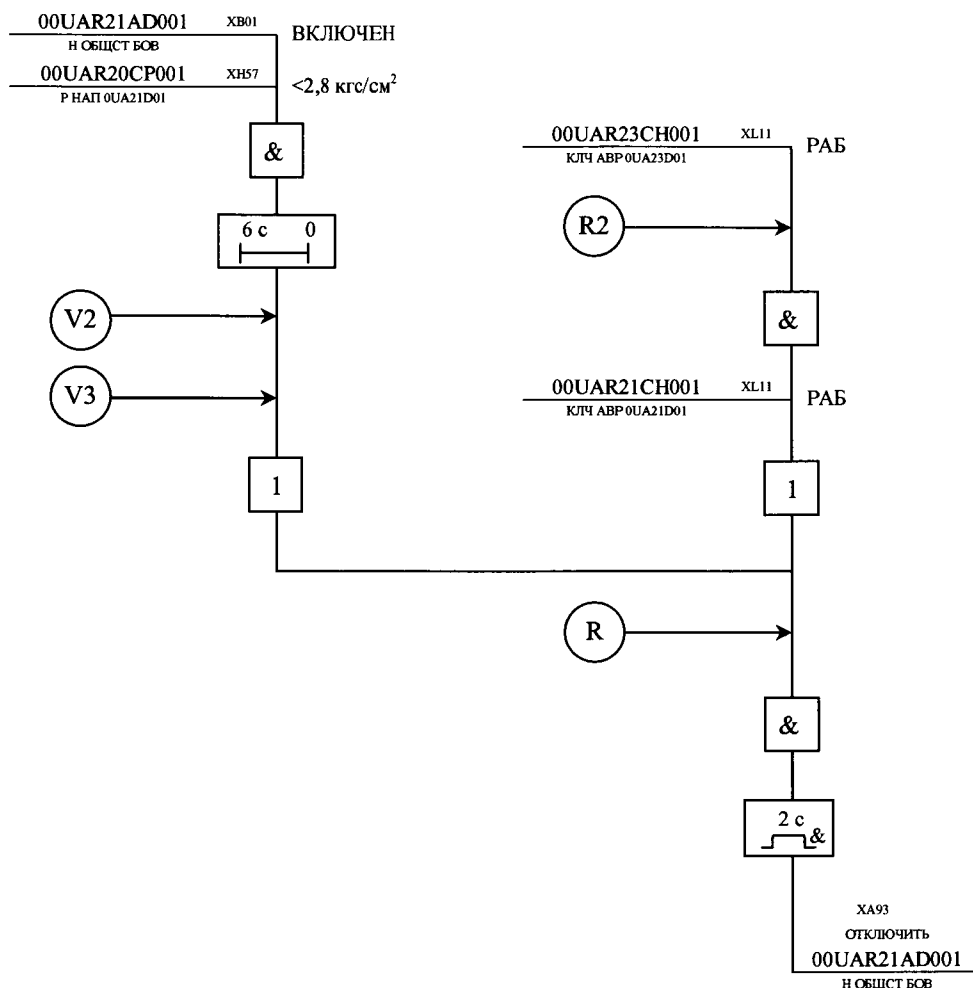 00UAR21AD001 XB01 ВКЛЮЧЕН
Н ОБЩСТ БОВ
00UAR20CP001 XH57 <2,8 кгс/см²
Р НАП 0UA21D01
&
6 с 0
V2
V3
1
00UAR23CH001 XL11 РАБ
КЛЧ АВР 0UA23D01
R2
&
00UAR21CH001 XL11 РАБ
КЛЧ АВР 0UA21D01
1
R
&
2 с
&
XA93
ОТКЛЮЧИТЬ
00UAR21AD001
Н ОБЩСТ БОВ